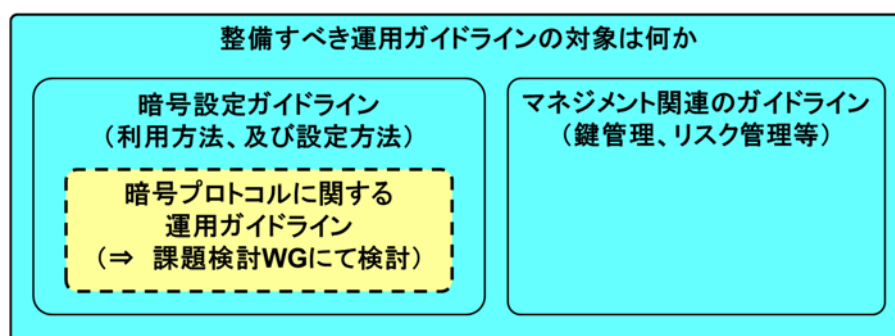 整備すべき運用ガイドラインの対象は何か
暗号設定ガイドライン
（利用方法、及び設定方法）
暗号プロトコルに関する
運用ガイドライン
（⇒ 課題検討WGにて検討）
マネジメント関連のガイドライン
（鍵管理、リスク管理等）